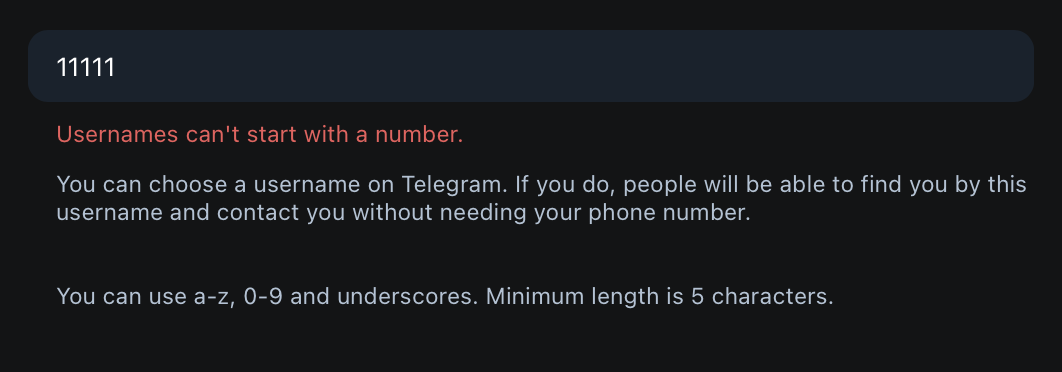 11111
Usernames can't start with a number.
You can choose a username on Telegram. If you do, people will be able to find you by this
username and contact you without needing your phone number.
You can use a-z, 0-9 and underscores. Minimum length is 5 characters.